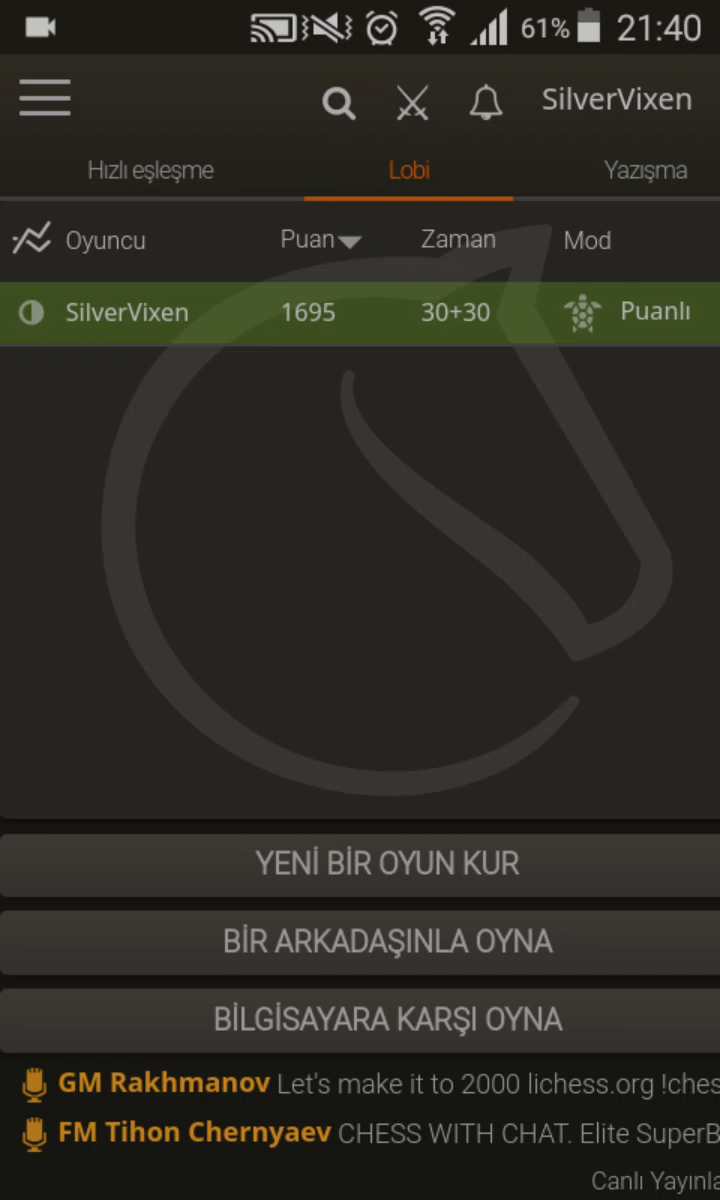 61% 21:40
SilverVixen
Hızlı eşleşme Lobi Yazışma
Oyuncu Puan Zaman Mod
SilverVixen 1695 30+30 Puanlı
YENİ BİR OYUN KUR
BİR ARKADAŞINLA OYNA
BİLGİSAYARA KARŞI OYNA
GM Rakhmanov Let's make it to 2000 lichess.org !ches
FM Tihon Chernyaev CHESS WITH CHAT. Elite SuperB
Canlı Yayınla